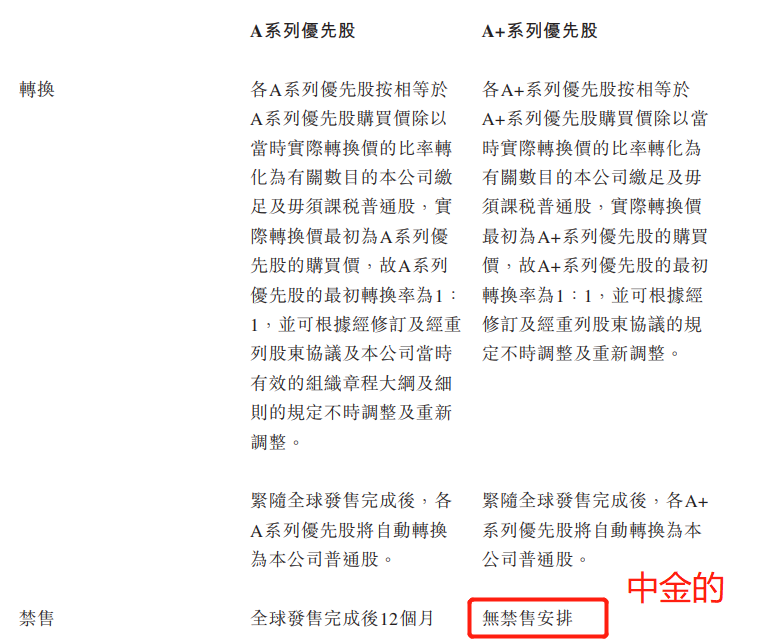 A系列優先股
A+系列優先股
轉換
各A系列優先股按相等於
A系列優先股購買價除以
當時實際轉換價的比率轉
化為有關數目的本公司繳
足及毋須課稅普通股,實
際轉換價最初為A系列優
先股的購買價,故A系列
優先股的最初轉換率為1:
1,並可根據經修訂及經重
列股東協議及本公司當時
有效的組織章程大綱及細
則的規定不時調整及重新
調整。
各A+系列優先股按相等於
A+系列優先股購買價除以當
時實際轉換價的比率轉化為
有關數目的本公司繳足及毋
須課稅普通股,實際轉換價
最初為A+系列優先股的購買
價,故A+系列優先股的最初
轉換率為1:1,並可根據經
修訂及經重列股東協議的規
定不時調整及重新調整。
緊隨全球發售完成後,各
A系列優先股將自動轉換
為本公司普通股。
緊隨全球發售完成後,各A+
系列優先股將自動轉換為本
公司普通股。
中金的
禁售
全球發售完成後12個月
無禁售安排